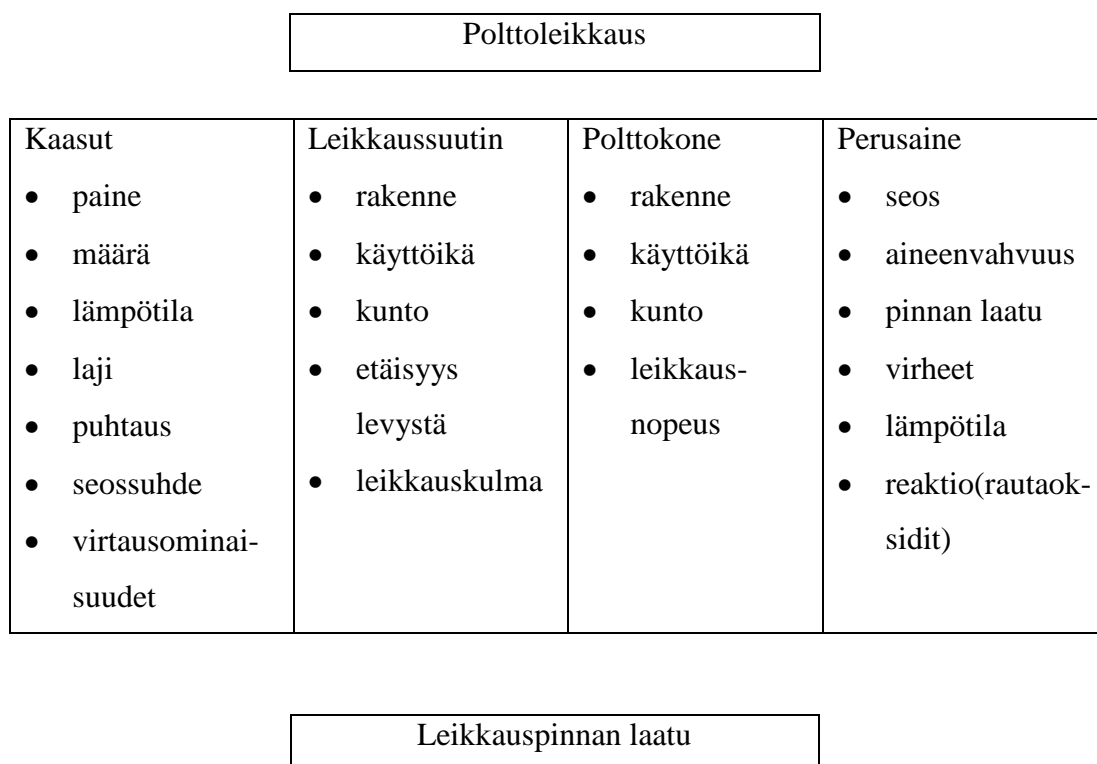 Polttoleikkaus
Kaasut
• paine
• määrä
• lämpötila
• laji
• puhtaus
• seossuhde
• virtausominai-
suudet
Leikkaussuutin
• rakenne
• käyttöikä
• kunto
• etäisyys
levystä
• leikkauskulma
Polttokone
• rakenne
• käyttöikä
• kunto
• leikkaus-
nopeus
Perusaine
• seos
• aineenvahvuus
• pinnan laatu
• virheet
• lämpötila
• reaktio(rautaok-
sidit)
Leikkauspinnan laatu